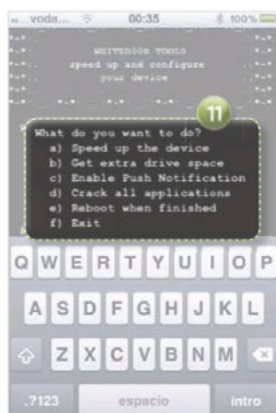 voda... 00:35 100%
WHITEDOOR TOOLS
speed up and configure
your device
11
What do you want to do?
a) Speed up the device
b) Get extra drive space
c) Enable Push Notification
d) Crack all applications
e) Reboot when finished
f) Exit
Q W E R T Y U I O P
A S D F G H J K L
Z X C V B N M
.?123 espacio intro